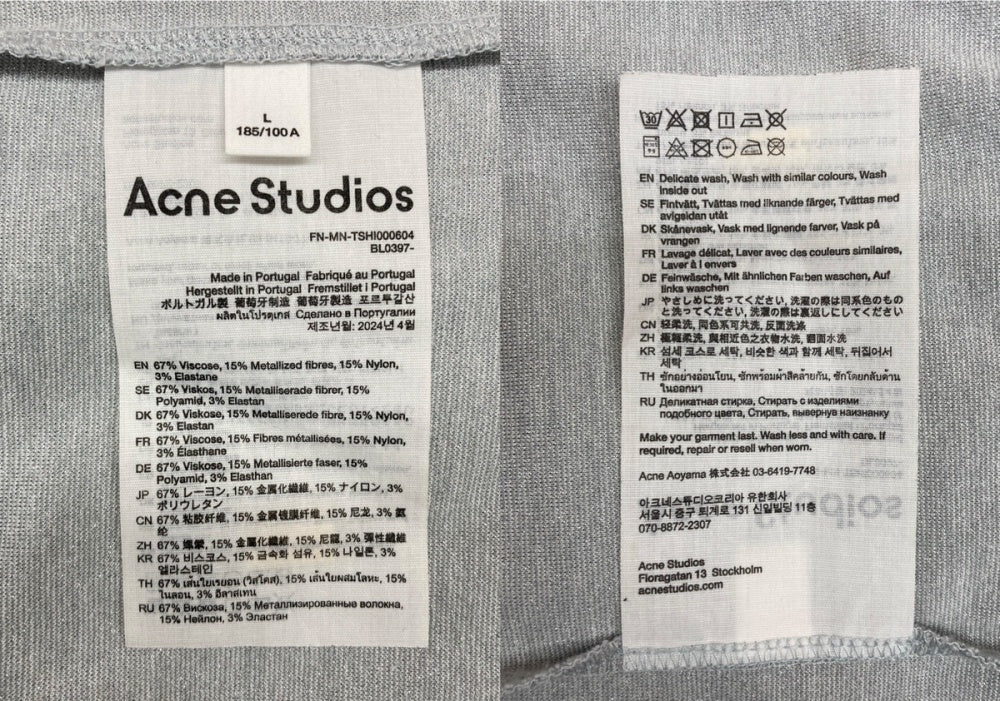 L
185/100A
Acne Studios
FN-MN-TSHI000604
BL0397-
Made in Portugal Fabriqué au Portugal
Hergestellt in Portugal Fremstillet i Portugal
ポルトガル製 葡萄牙制造 葡萄牙製造 포르투갈산
ผลิตในโปรตุเกส Сделано в Португалии
제조년월: 2024년 4월
EN 67% Viscose, 15% Metallized fibres, 15% Nylon,
3% Elastane
SE 67% Viskos, 15% Metalliserade fibrer, 15%
Polyamid, 3% Elastan
DK 67% Viskose, 15% Metalliserede fibre, 15% Nylon,
3% Elastan
FR 67% Viscose, 15% Fibres métallisées, 15% Nylon,
3% Élasthane
DE 67% Viskose, 15% Metallisierte faser, 15%
Polyamid, 3% Elasthan
JP 67% レーヨン, 15% 金属化繊維, 15% ナイロン, 3%
ポリウレタン
CN 67% 粘胶纤维, 15% 金属镀膜纤维, 15% 尼龙, 3% 氨
纶
ZH 67% 15% 金屬化纖維, 15% 尼龍, 3% 彈性纖維
KR 67% 비스코스, 15% 금속화 섬유, 15% 나일론, 3%
엘라스테인
TH 67% เส้นใยเรยอน (วิสโคส), 15% เส้นใยผสมโลหะ, 15%
ไนลอน, 3% อีลาสเทน
RU 67% Вискоза, 15% Металлизированные волокна,
15% Нейлон, 3% Эластан
30
EN Delicate wash, Wash with similar colours, Wash
inside out
SE Fintvätt, Tvättas med liknande färger, Tvättas med
avigsidan utåt
DK Skånevask, Vask med lignende farver, Vask på
vrangen
FR Lavage délicat, Laver avec des couleurs similaires,
Laver à l envers
DE Feinwäsche, Mit ähnlichen Farben waschen, Auf
links waschen
JP やさしめに洗ってください, 洗濯の際は同系色のもの
と洗ってください, 洗濯の際は裏返しにしてください
CN 轻柔洗, 同色系可共洗, 反面洗涤
ZH 極輕柔洗, 與相近色之衣物水洗, 翻面水洗
KR 섬세 코스로 세탁, 비슷한 색과 함께 세탁, 뒤집어서
세탁
TH ซักอย่างอ่อนโยน, ซักพร้อมผ้าสีคล้ายกัน, ซักโดยกลับด้าน
ในออกมา
RU Деликатная стирка, Стирать с изделиями
подобного цвета, Стирать, вывернув наизнанку
Make your garment last. Wash less and with care. If
required, repair or resell when worn.
Acne Aoyama 株式会社 03-6419-7748
아크네스튜디오코리아 유한회사
서울시 중구 퇴계로 131 신일빌딩 11층
070-8872-2307
Acne Studios
Floragatan 13 Stockholm
acnestudios.com